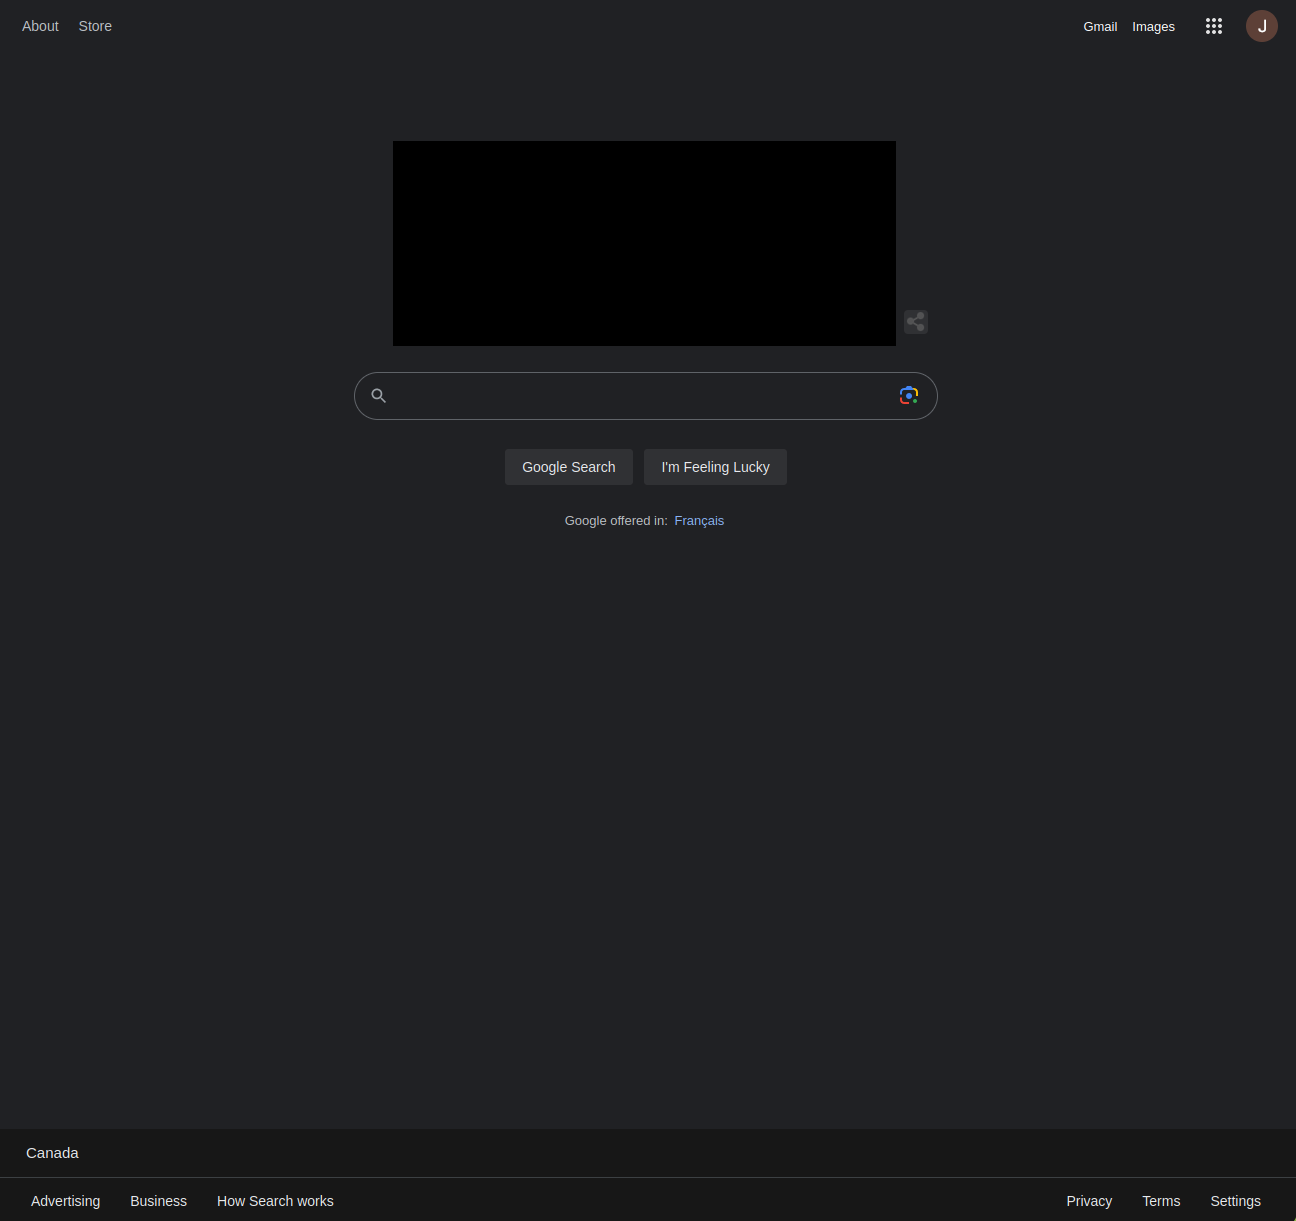 About Store Gmail Images J
Google Search I'm Feeling Lucky
Google offered in: Français
Canada
Advertising Business How Search works Privacy Terms Settings